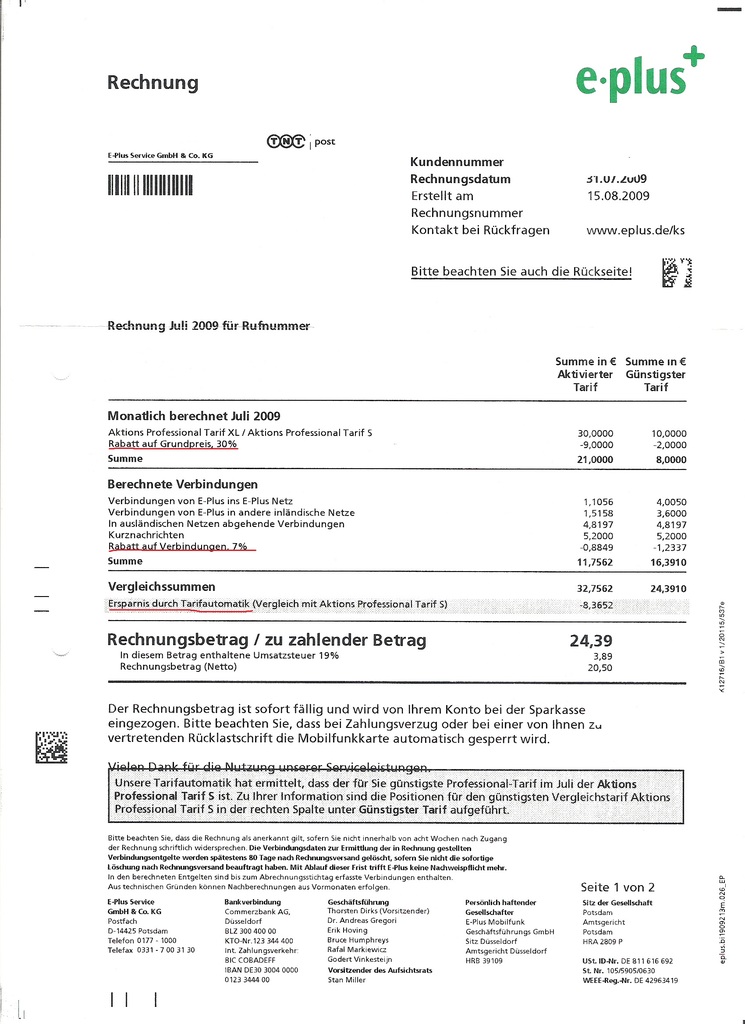 Rechnung
e·plus+
TNT post
E-Plus Service GmbH & Co. KG
Kundennummer
Rechnungsdatum 31.07.2009
Erstellt am 15.08.2009
Rechnungsnummer
Kontakt bei Rückfragen www.eplus.de/ks
Bitte beachten Sie auch die Rückseite!
Rechnung Juli 2009 für Rufnummer
Summe in € Summe in €
Aktivierter Günstigster
Tarif Tarif
Monatlich berechnet Juli 2009
Aktions Professional Tarif XL / Aktions Professional Tarif S 30,0000 10,0000
Rabatt auf Grundpreis, 30% -9,0000 -2,0000
Summe 21,0000 8,0000
Berechnete Verbindungen
Verbindungen von E-Plus ins E-Plus Netz 1,1056 4,0050
Verbindungen von E-Plus in andere inländische Netze 1,5158 3,6000
In ausländischen Netzen abgehende Verbindungen 4,8197 4,8197
Kurznachrichten 5,2000 5,2000
Rabatt auf Verbindungen, 7% -0,8849 -1,2337
Summe 11,7562 16,3910
Vergleichssummen 32,7562 24,3910
Ersparnis durch Tarifautomatik (Vergleich mit Aktions Professional Tarif S) -8,3652
Rechnungsbetrag / zu zahlender Betrag 24,39
In diesem Betrag enthaltene Umsatzsteuer 19% 3,89
Rechnungsbetrag (Netto) 20,50
Der Rechnungsbetrag ist sofort fällig und wird von Ihrem Konto bei der Sparkasse
eingezogen. Bitte beachten Sie, dass bei Zahlungsverzug oder bei einer von Ihnen zu
vertretenden Rücklastschrift die Mobilfunkkarte automatisch gesperrt wird.
Vielen Dank für die Nutzung unserer Serviceleistungen.
Unsere Tarifautomatik hat ermittelt, dass der für Sie günstigste Professional-Tarif im Juli der Aktions
Professional Tarif S ist. Zu Ihrer Information sind die Positionen für den günstigsten Vergleichstarif Aktions
Professional Tarif S in der rechten Spalte unter Günstigster Tarif aufgeführt.
Bitte beachten Sie, dass die Rechnung als anerkannt gilt, sofern Sie nicht innerhalb von acht Wochen nach Zugang
der Rechnung schriftlich widersprechen. Die Verbindungsdaten zur Ermittlung der in Rechnung gestellten
Verbindungsentgelte werden spätestens 80 Tage nach Rechnungsversand gelöscht, sofern Sie nicht die sofortige
Löschung nach Rechnungsversand beauftragt haben. Mit Ablauf dieser Frist trifft E-Plus keine Nachweispflicht mehr.
In den berechneten Entgelten sind bis zum Abrechnungsstichtag erfasste Verbindungen enthalten.
Aus technischen Gründen können Nachberechnungen aus Vormonaten erfolgen.
Seite 1 von 2
E-Plus Service
GmbH & Co. KG
Postfach
D-14425 Potsdam
Telefon 0177 - 1000
Telefax 0331 - 7 00 31 30
Bankverbindung
Commerzbank AG,
Düsseldorf
BLZ 300 400 00
KTO-Nr.123 344 400
Int. Zahlungsverkehr:
BIC COBADEFF
IBAN DE30 3004 0000
0123 3444 00
Geschäftsführung
Thorsten Dirks (Vorsitzender)
Dr. Andreas Gregori
Erik Hoving
Bruce Humphreys
Rafal Markiewicz
Godert Vinkesteijn
Vorsitzender des Aufsichtsrats
Stan Miller
Persönlich haftender
Gesellschafter
E-Plus Mobilfunk
Geschäftsführungs GmbH
Sitz Düsseldorf
Amtsgericht Düsseldorf
HRB 39109
Sitz der Gesellschaft
Potsdam
Amtsgericht
Potsdam
HRA 2809 P
USt. ID-Nr. DE 811 616 692
St. Nr. 105/5905/0630
WEEE-Reg.-Nr. DE 42963419
K12716/B1 v 1/20115/537e
eplus.bi1909213m.026_EP